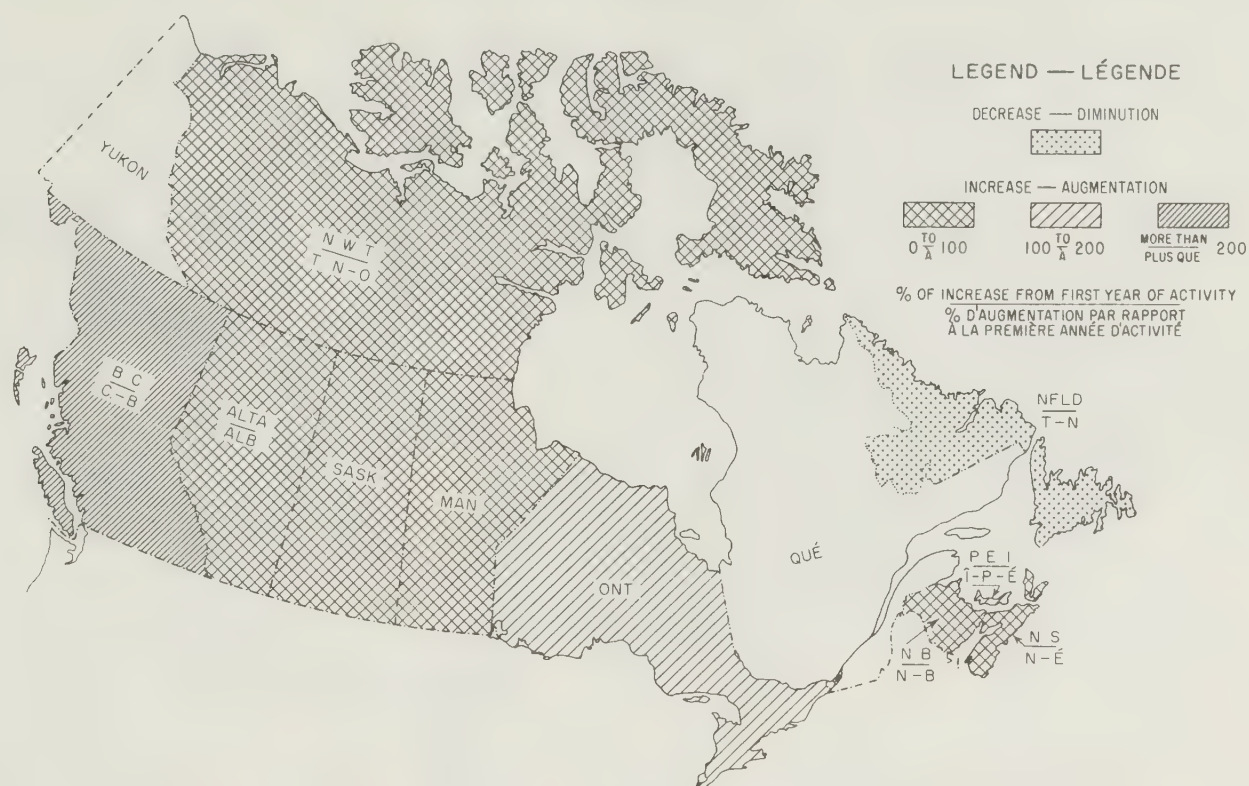 LEGEND — LÉGENDE
DECREASE — DIMINUTION
INCREASE — AUGMENTATION
0 TO/À 100
100 TO/À 200
MORE THAN/PLUS QUE 200
% OF INCREASE FROM FIRST YEAR OF ACTIVITY
% D'AUGMENTATION PAR RAPPORT
À LA PREMIÈRE ANNÉE D'ACTIVITÉ
YUKON
N W T
T N-O
B C
C-B
ALTA
ALB
SASK
MAN
ONT
QUÉ
NFLD
T-N
P E I
Î-P-É
N B
N-B
N S
N-É